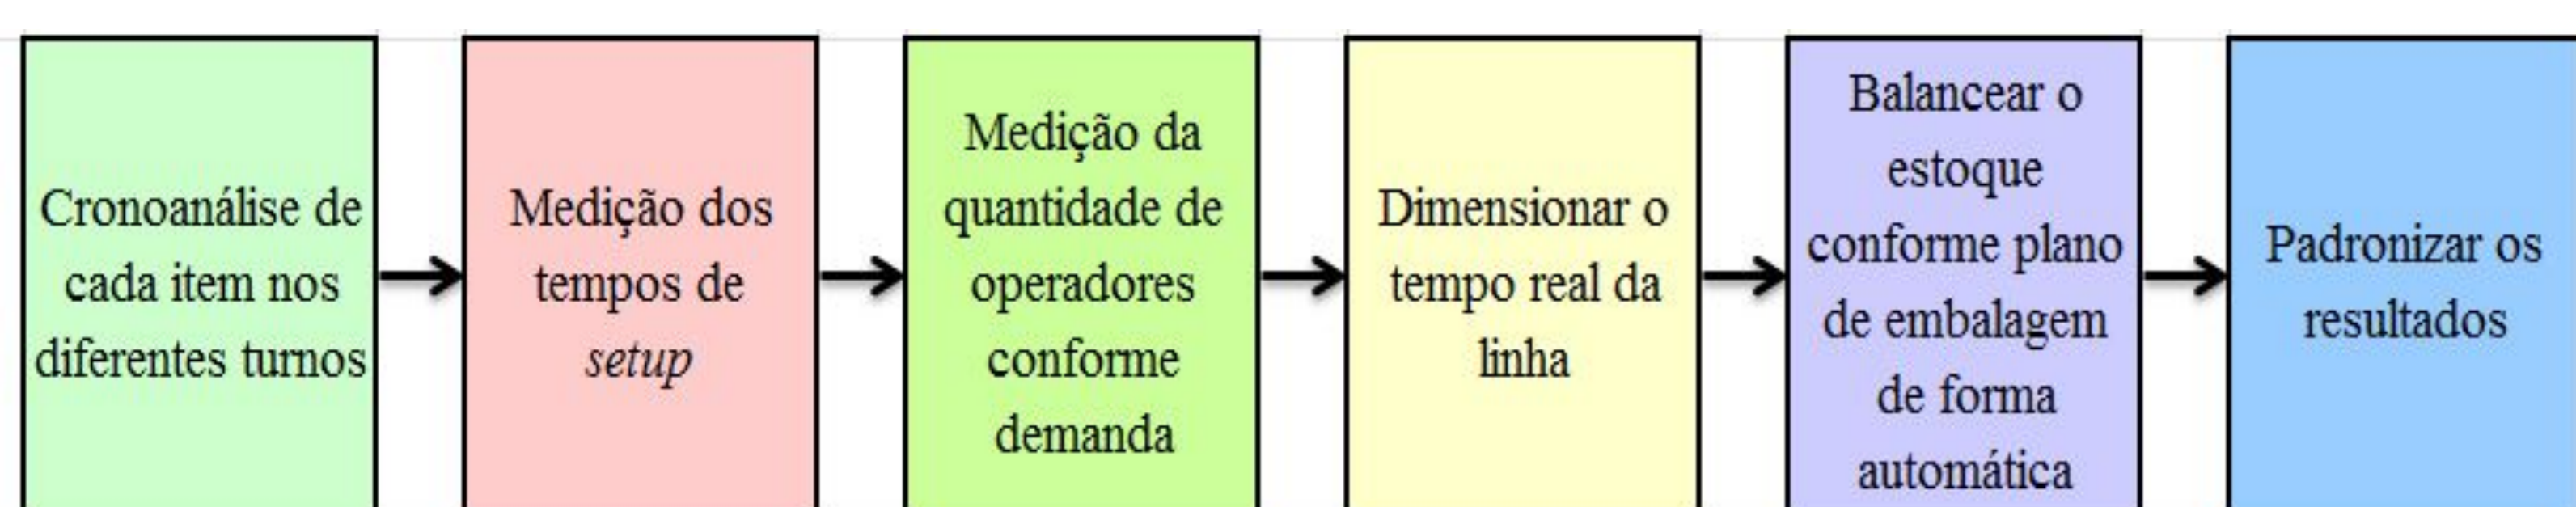 Cronoanálise de
cada item nos
diferentes turnos
Medição dos
tempos de
setup
Medição da
quantidade de
operadores
conforme
demanda
Dimensionar o
tempo real da
linha
Balancear o
estoque
conforme plano
de embalagem
de forma
automática
Padronizar os
resultados